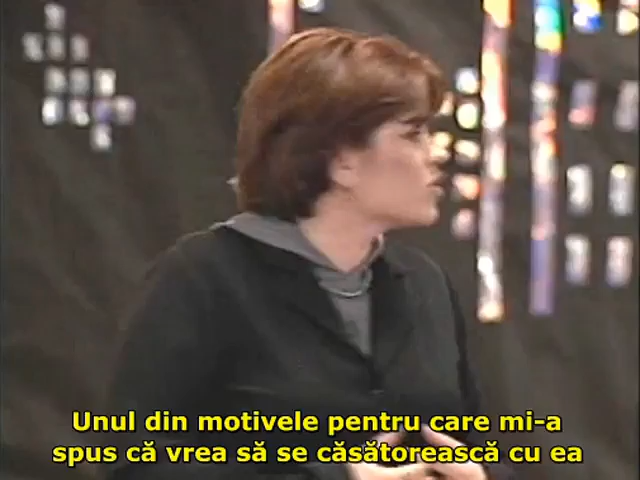 Unul din motivele pentru care mi-a
spus că vrea să se căsătorească cu ea